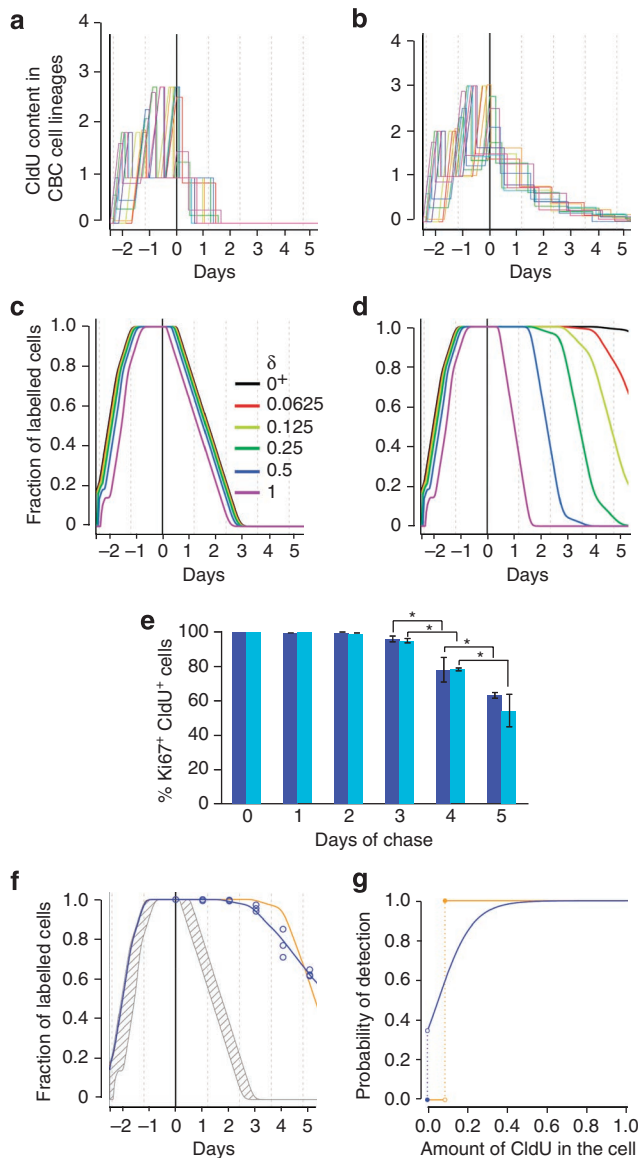 a
b
4
3
2
1
0
CldU content in
CBC cell lineages
–2 –1 0 1 2 3 4 5
Days
4
3
2
1
0
–2 –1 0 1 2 3 4 5
Days
c
d
1.0
0.8
0.6
0.4
0.2
0
Fraction of labelled cells
δ
0+
0.0625
0.125
0.25
0.5
1
–2 –1 0 1 2 3 4 5
Days
1.0
0.8
0.6
0.4
0.2
0
–2 –1 0 1 2 3 4 5
Days
e
100
80
60
40
20
0
% Ki67+ CldU+ cells
* * * *
0 1 2 3 4 5
Days of chase
f
g
1.0
0.8
0.6
0.4
0.2
0
Fraction of labelled cells
–2 –1 0 1 2 3 4 5
Days
1.0
0.8
0.6
0.4
0.2
0
Probability of detection
0.0 0.2 0.4 0.6 0.8 1.0
Amount of CldU in the cell